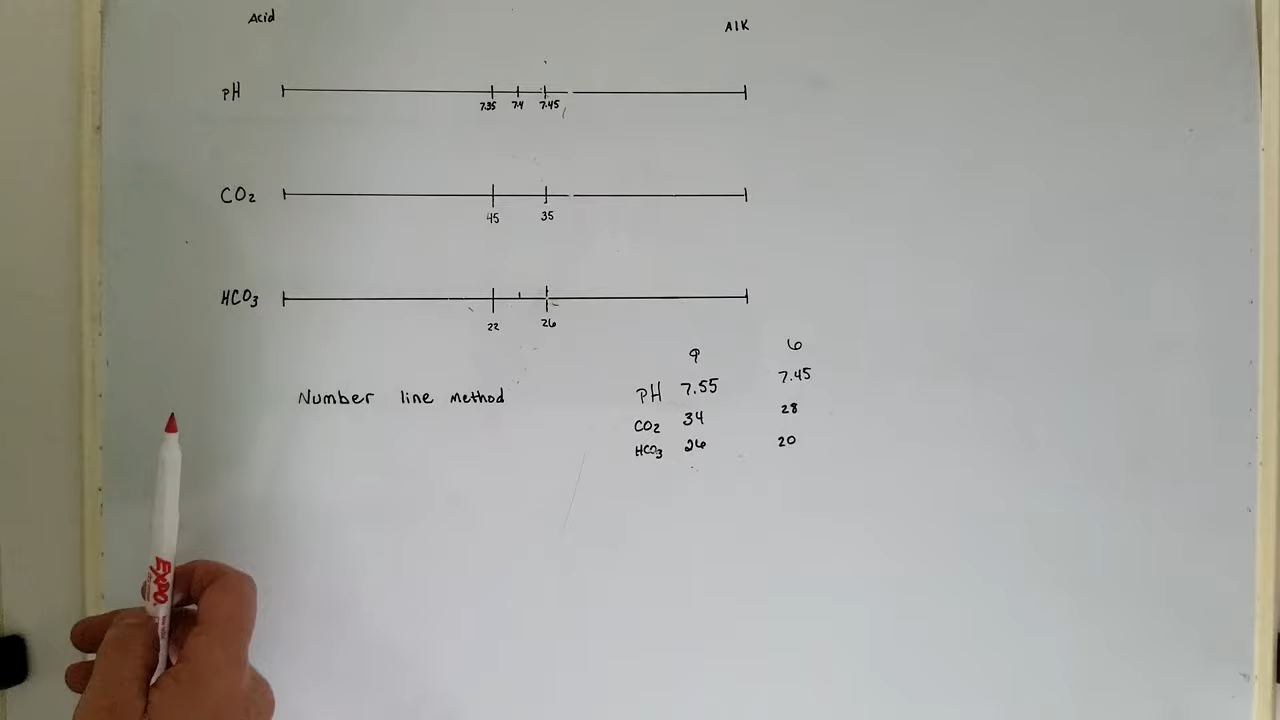 Acid
Alk
pH
7.35 7.4 7.45
CO2
45 35
HCO3
22 26
Number line method
9 6
pH 7.55 7.45
CO2 34 28
HCO3 26 20
EXPO